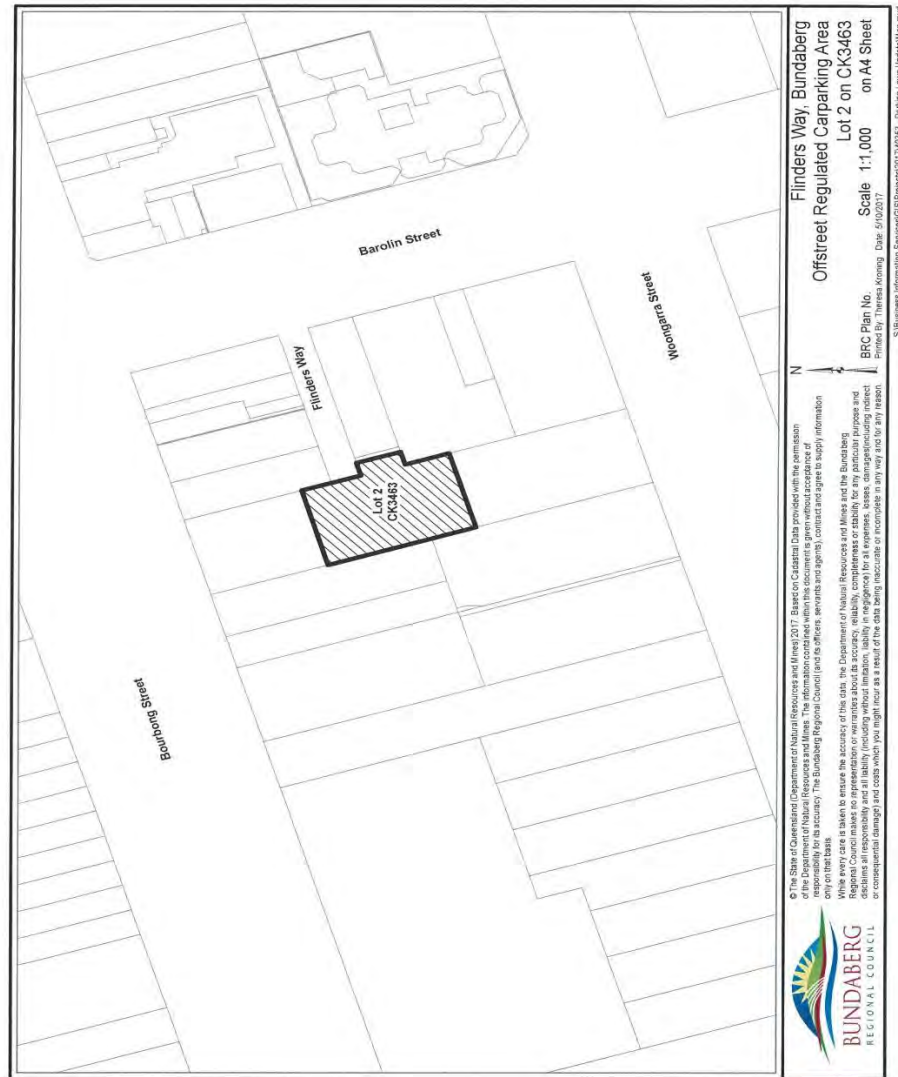 Barolin Street
Flinders Way
Woongarra Street
Lot 2
CK3463
Bourbong Street
BUNDABERG
REGIONAL COUNCIL
© The State of Queensland (Department of Natural Resources and Mines) 2017. Based on Cadastral Data provided with the permission
of the Department of Natural Resources and Mines. The information contained within this document is given without acceptance of
responsibility for its accuracy. The Bundaberg Regional Council (and its officers, servants and agents), contract and agree to supply information
only on that basis.
While every care is taken to ensure the accuracy of this data, the Department of Natural Resources and Mines and the Bundaberg
Regional Council makes no representation or warranties about its accuracy, reliability, completeness or stability for any particular purpose and
disclaims all responsibility and all liability (including without limitation, liability in negligence) for all expenses, losses, damages(including indirect
or consequential damage) and costs which you might incur as a result of the data being inaccurate or incomplete in any way and for any reason.
N
Flinders Way, Bundaberg
Offstreet Regulated Carparking Area
Lot 2 on CK3463
BRC Plan No. Scale 1:1,000 on A4 Sheet
Printed By: Theresa Kroning Date: 5/10/2017